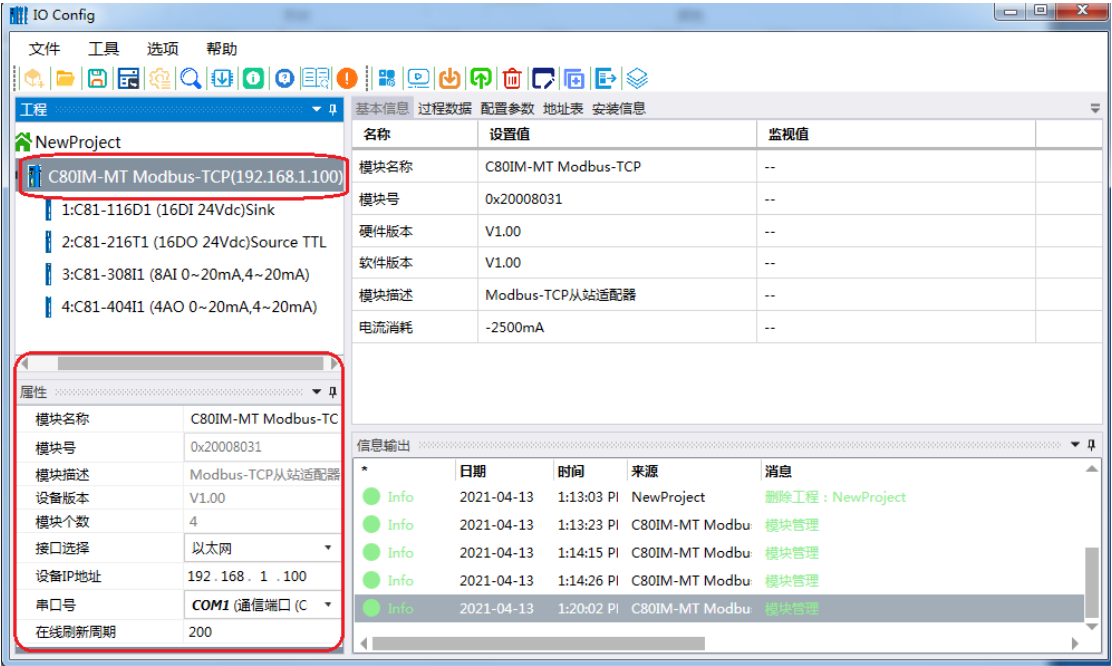 IO Config
文件 工具 选项 帮助
工程
NewProject
C80IM-MT Modbus-TCP(192.168.1.100)
1:C81-116D1 (16DI 24Vdc)Sink
2:C81-216T1 (16DO 24Vdc)Source TTL
3:C81-308I1 (8AI 0~20mA,4~20mA)
4:C81-404I1 (4AO 0~20mA,4~20mA)
属性
模块名称 C80IM-MT Modbus-TC
模块号 0x20008031
模块描述 Modbus-TCP从站适配器
设备版本 V1.00
模块个数 4
接口选择 以太网
设备IP地址 192 . 168 . 1 . 100
串口号 COM1 (通信端口 (C
在线刷新周期 200
基本信息 过程数据 配置参数 地址表 安装信息
名称 设置值 监视值
模块名称 C80IM-MT Modbus-TCP --
模块号 0x20008031 --
硬件版本 V1.00 --
软件版本 V1.00 --
模块描述 Modbus-TCP从站适配器 --
电流消耗 -2500mA --
信息输出
* 日期 时间 来源 消息
Info 2021-04-13 1:13:03 PI NewProject 删除工程：NewProject
Info 2021-04-13 1:13:23 PI C80IM-MT Modbu 模块管理
Info 2021-04-13 1:14:15 PI C80IM-MT Modbu 模块管理
Info 2021-04-13 1:14:26 PI C80IM-MT Modbu 模块管理
Info 2021-04-13 1:20:02 PI C80IM-MT Modbu 模块管理